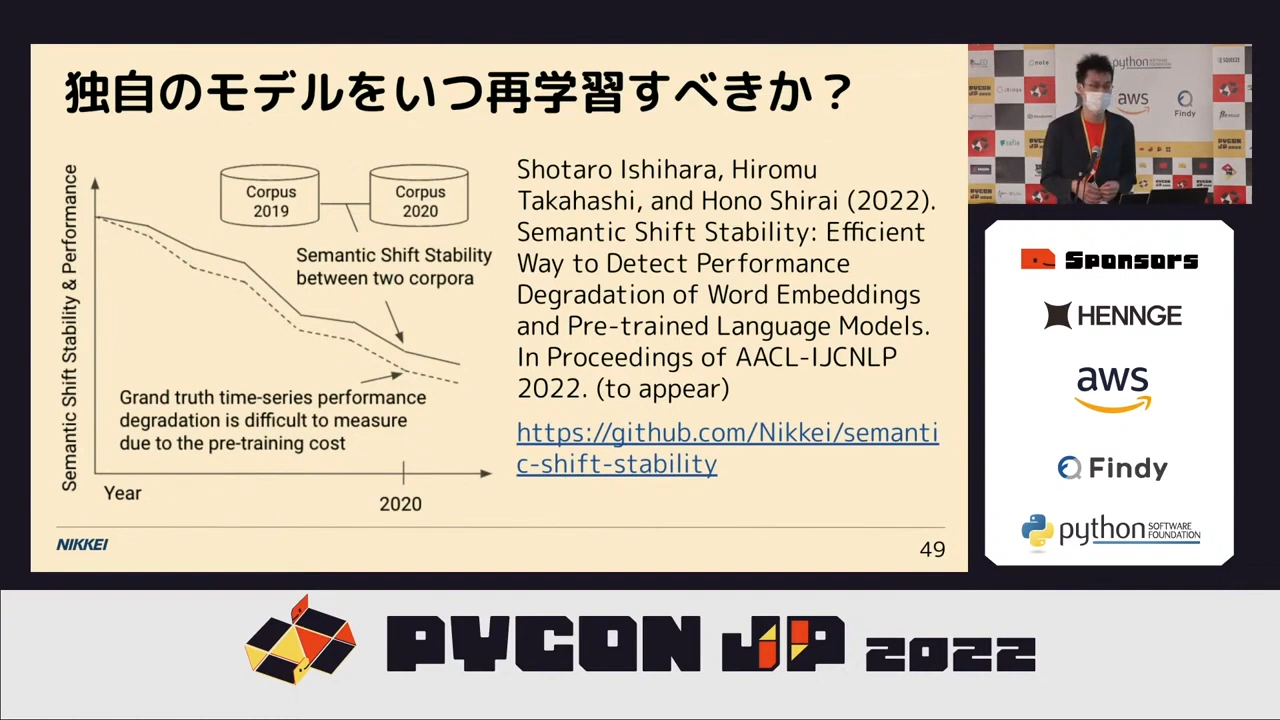 独自のモデルをいつ再学習すべきか？
Semantic Shift Stability & Performance
Corpus
2019
Corpus
2020
Semantic Shift Stability
between two corpora
Grand truth time-series performance
degradation is difficult to measure
due to the pre-training cost
Year
2020
Shotaro Ishihara, Hiromu
Takahashi, and Hono Shirai (2022).
Semantic Shift Stability: Efficient
Way to Detect Performance
Degradation of Word Embeddings
and Pre-trained Language Models.
In Proceedings of AACL-IJCNLP
2022. (to appear)
https://github.com/Nikkei/semanti
c-shift-stability
NIKKEI
49
note
python
aws
Findy
Sponsors
HENNGE
aws
Findy
python SOFTWARE
FOUNDATION
PYCON JP 2022